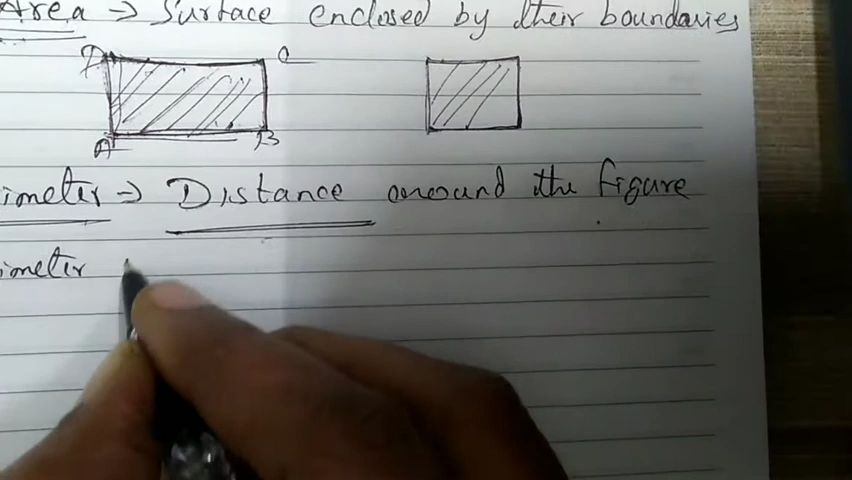 Area → Surface enclosed by their boundaries
D C
A B
imeter → Distance around the figure
imeter